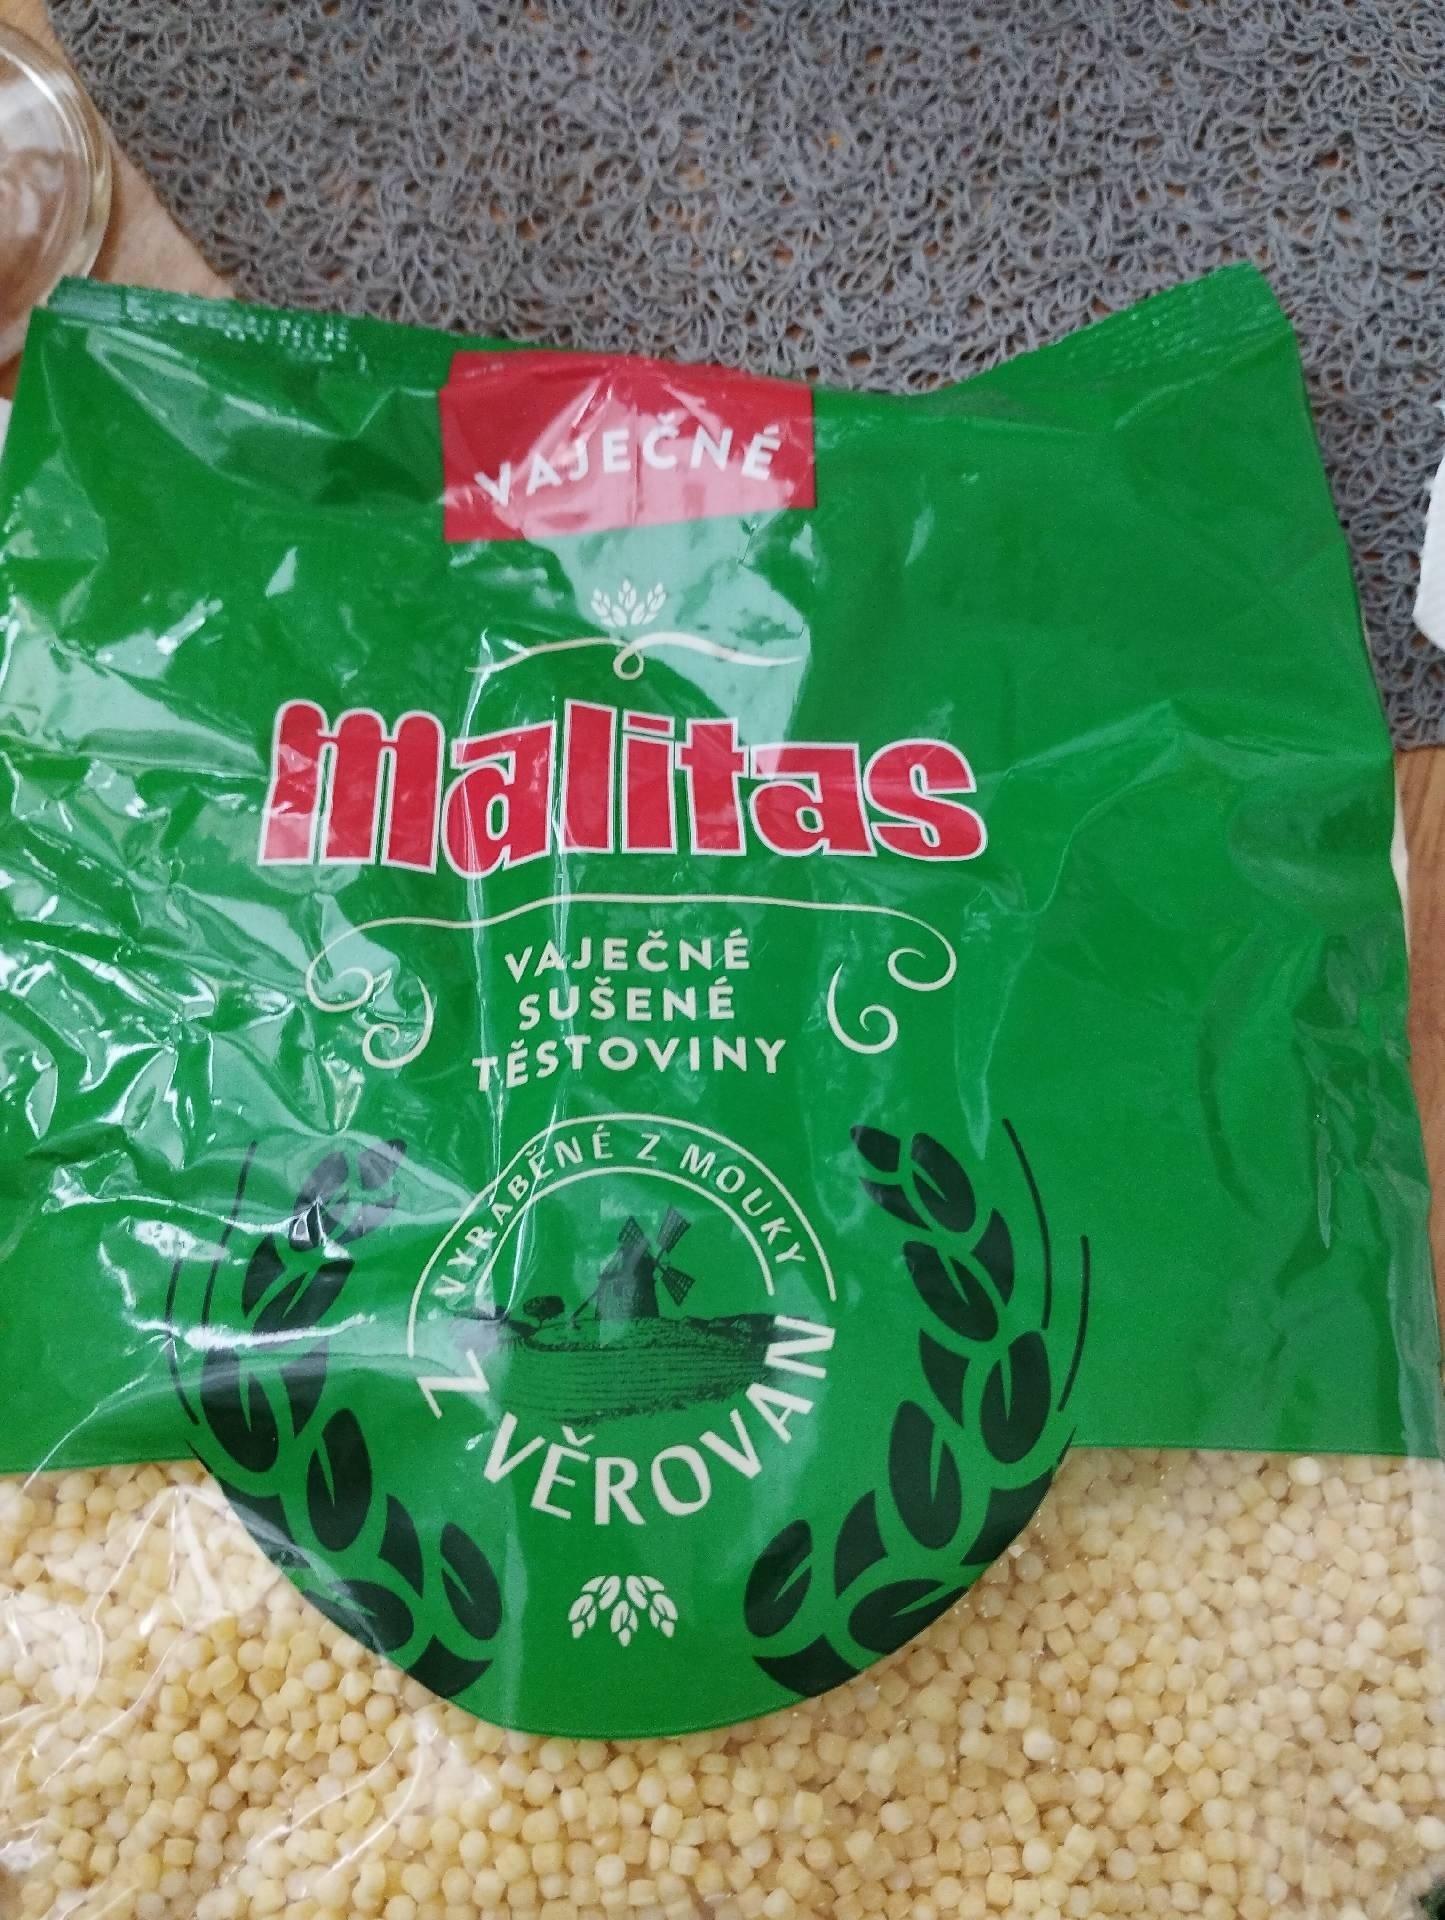 VAJEČNÉ
malitas
VAJEČNÉ
SUŠENÉ
TĚSTOVINY
VYRÁBĚNÉ Z MOUKY
Z VĚROVAN